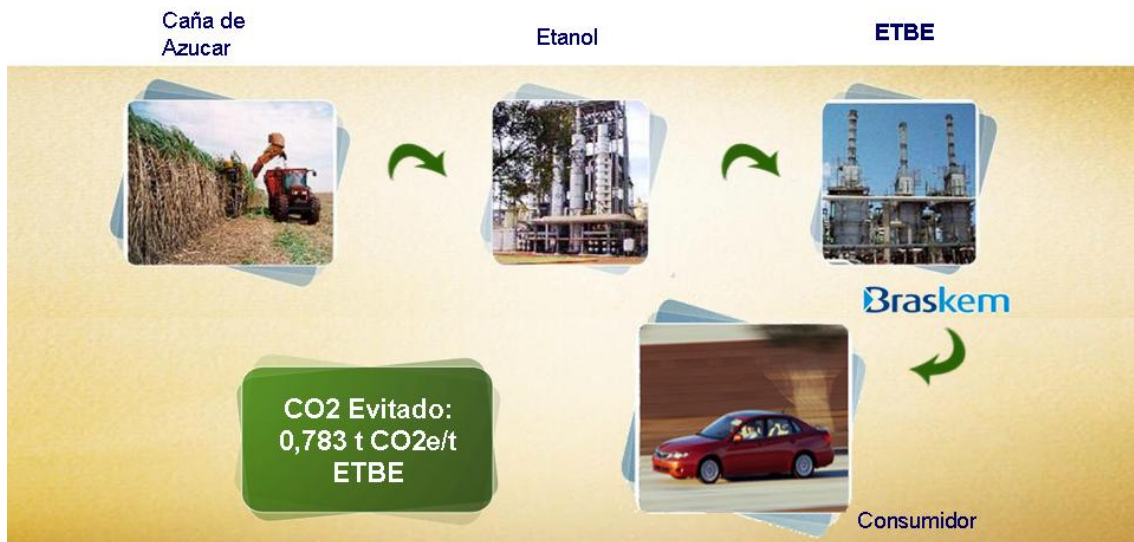 Caña de
Azucar
Etanol
ETBE
Braskem
CO2 Evitado:
0,783 t CO2e/t
ETBE
Consumidor